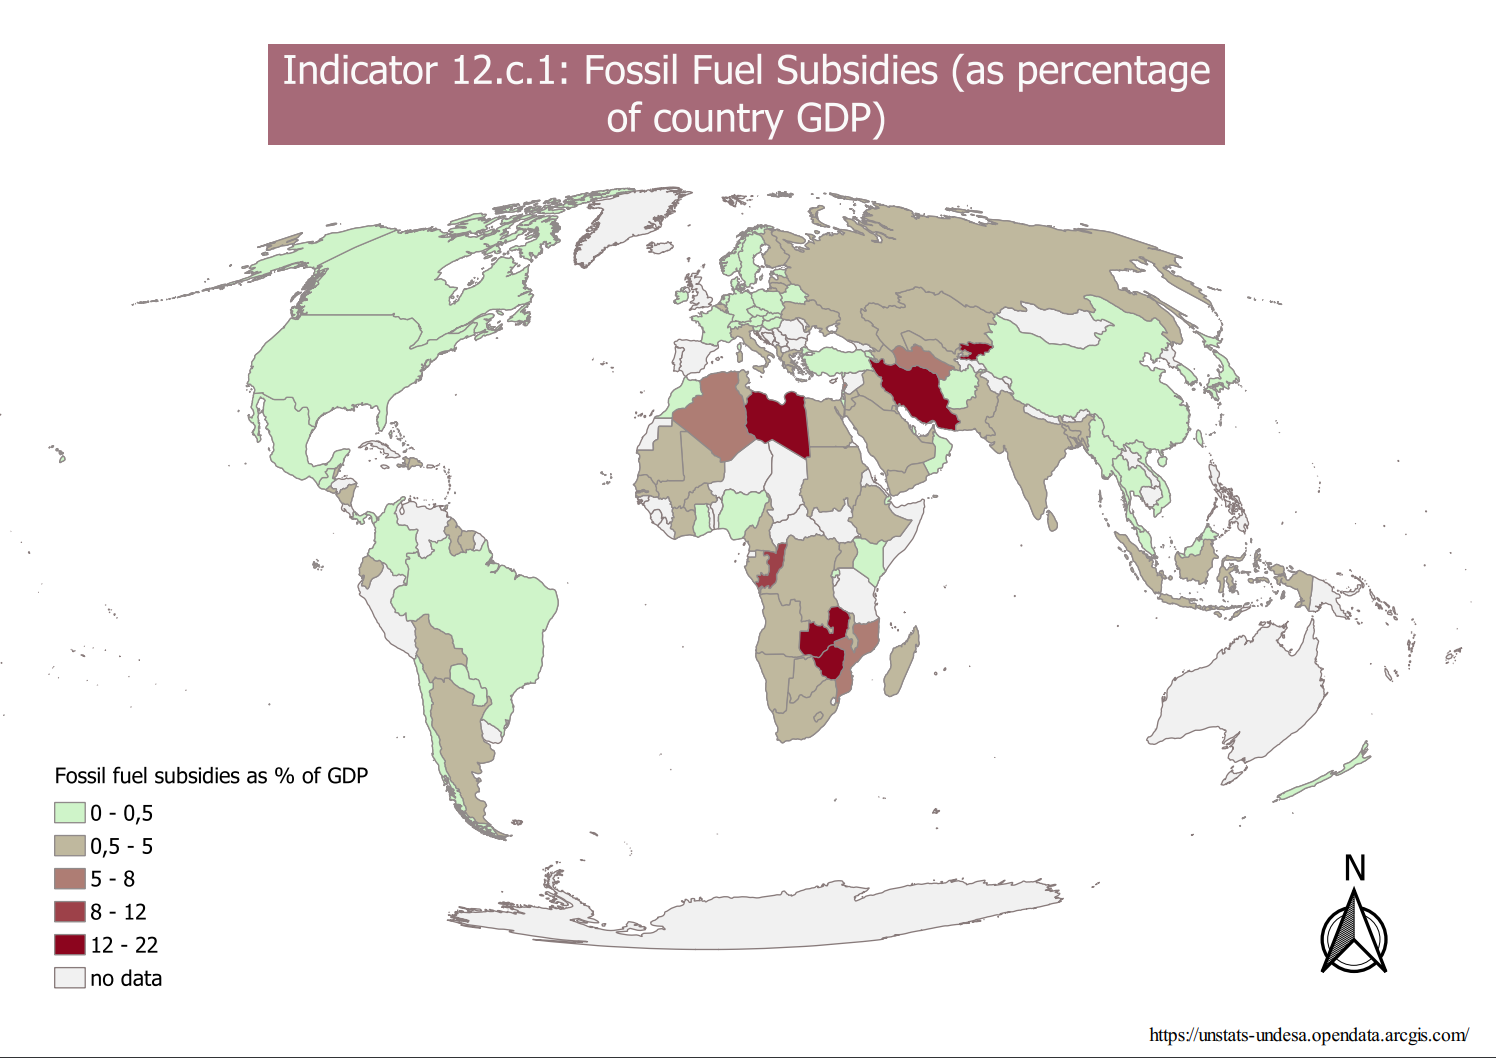 Indicator 12.c.1: Fossil Fuel Subsidies (as percentage
of country GDP)
Fossil fuel subsidies as % of GDP
0 - 0,5
0,5 - 5
5 - 8
8 - 12
12 - 22
no data
N
https://unstats-undesa.opendata.arcgis.com/